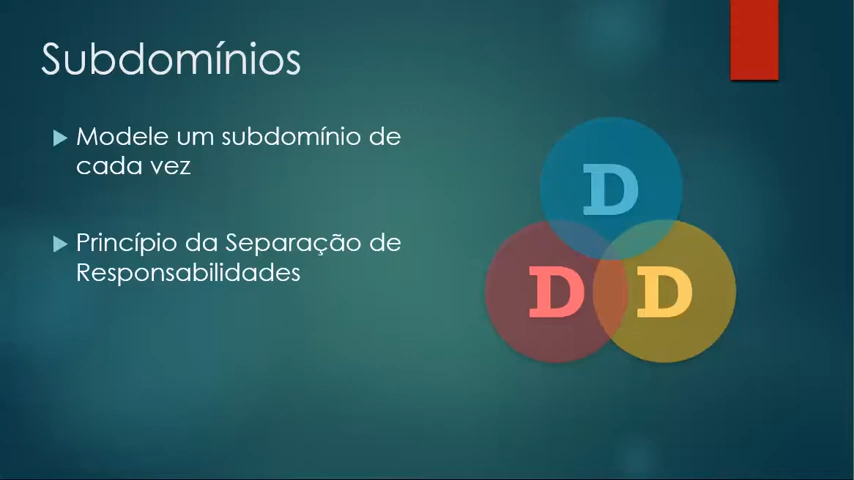 Subdomínios
Modele um subdomínio de
cada vez
Princípio da Separação de
Responsabilidades
D
D D